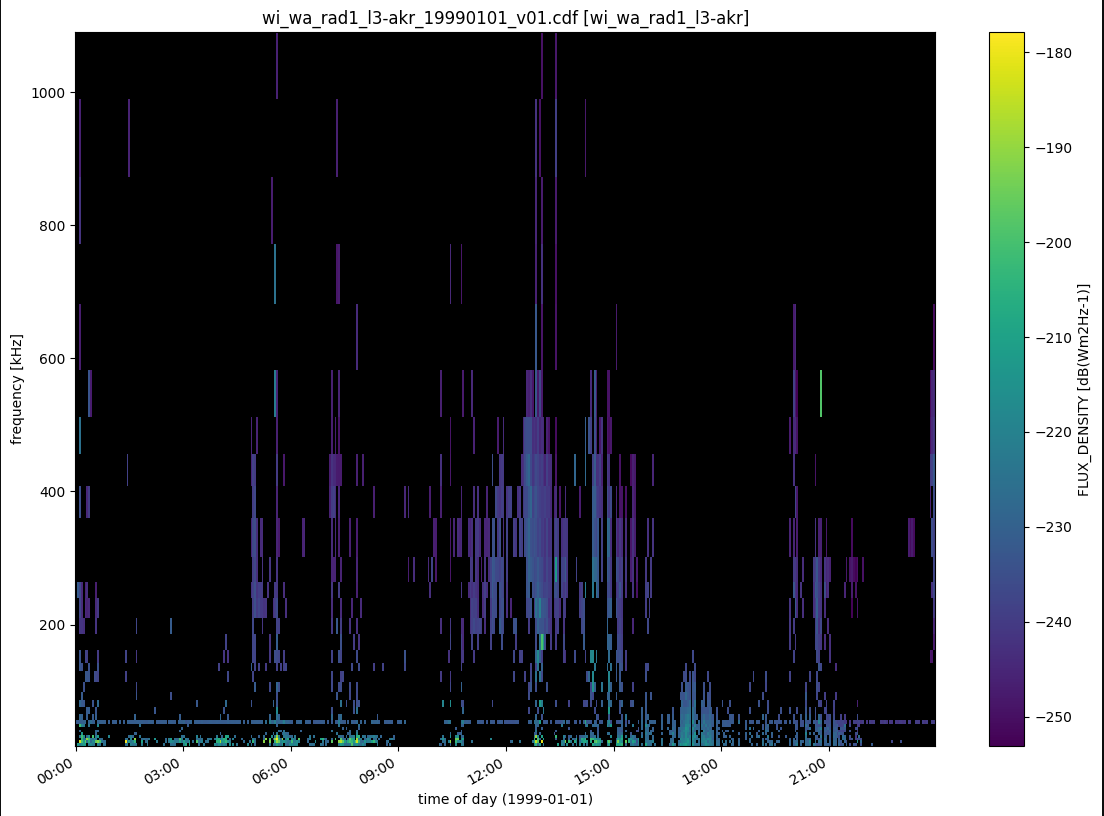 wi_wa_rad1_l3-akr_19990101_v01.cdf [wi_wa_rad1_l3-akr]
1000
800
600
400
200
frequency [kHz]
00:00 03:00 06:00 09:00 12:00 15:00 18:00 21:00
time of day (1999-01-01)
−180
−190
−200
−210
−220
−230
−240
−250
FLUX_DENSITY [dB(Wm2Hz-1)]